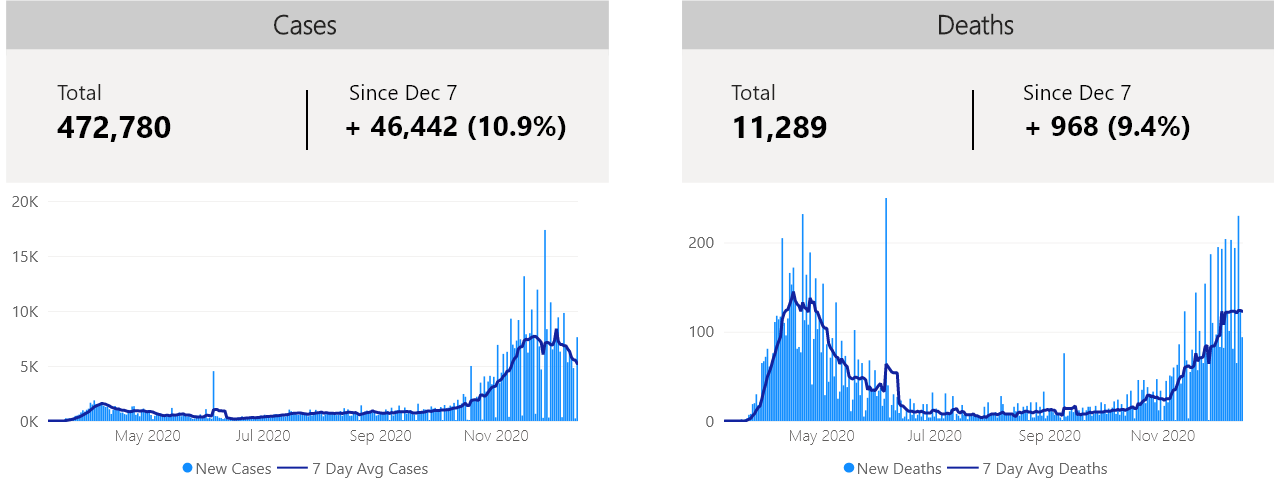 Cases
Total
Since Dec 7
472,780
+ 46,442 (10.9%)
20K
15K
10K
5K
0K
May 2020
Jul 2020
Sep 2020
Nov 2020
New Cases
7 Day Avg Cases
Deaths
Total
Since Dec 7
11,289
+ 968 (9.4%)
200
100
0
May 2020
Jul 2020
Sep 2020
Nov 2020
New Deaths
7 Day Avg Deaths